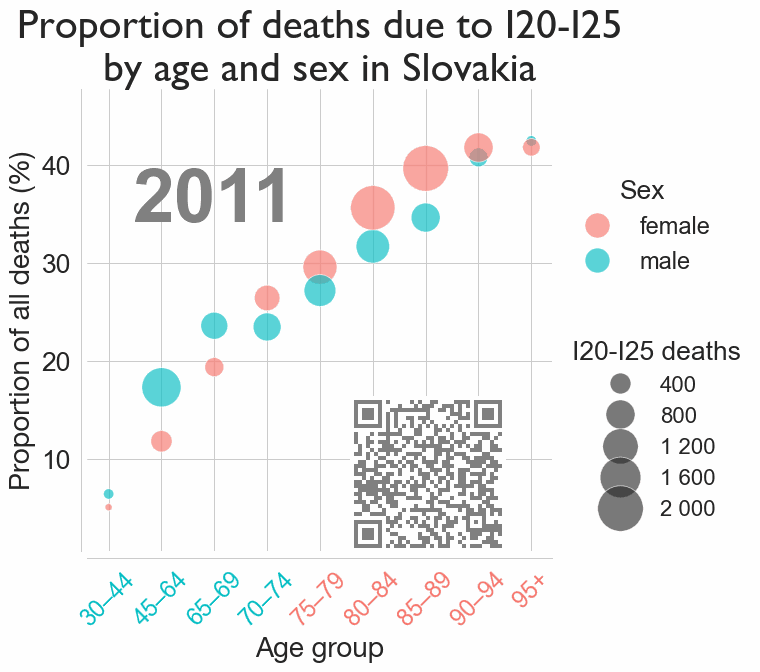 Proportion of deaths due to I20-I25
by age and sex in Slovakia
Proportion of all deaths (%)
40
30
20
10
2011
Sex
female
male
I20-I25 deaths
400
800
1 200
1 600
2 000
30–44
45–64
65–69
70–74
75–79
80–84
85–89
90–94
95+
Age group